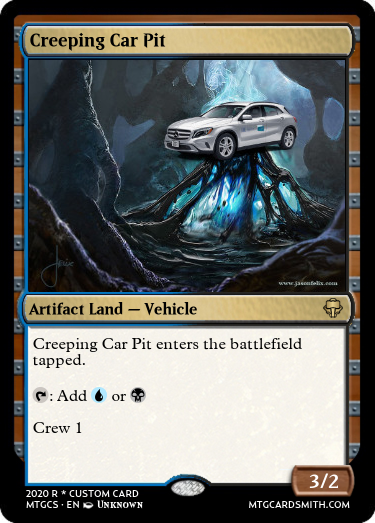 Creeping Car Pit
www.jasonfelix.com
Artifact Land — Vehicle
Creeping Car Pit enters the battlefield
tapped.
: Add or
Crew 1
3/2
2020 R * CUSTOM CARD
MTGCS · EN UNKNOWN
MTGCARDSMITH.COM